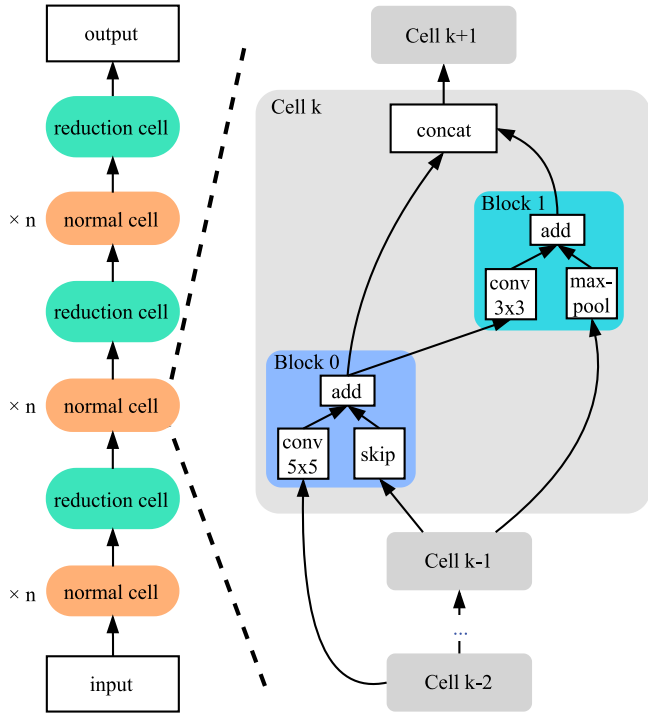 output
reduction cell
× n
normal cell
reduction cell
× n
normal cell
reduction cell
× n
normal cell
input
Cell k+1
Cell k
concat
Block 1
add
conv
3x3
max-
pool
Block 0
add
conv
5x5
skip
Cell k-1
...
Cell k-2